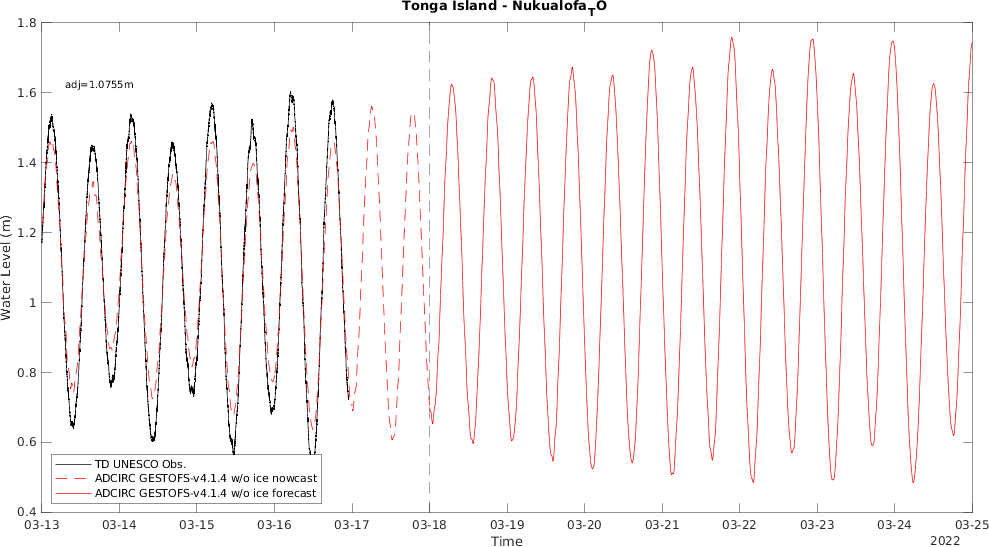 Tonga Island - Nukualofa_TO
1.8
1.6
1.4
1.2
1
0.8
0.6
0.4
Water Level (m)
adj=1.0755m
TD UNESCO Obs.
ADCIRC GESTOFS-v4.1.4 w/o ice nowcast
ADCIRC GESTOFS-v4.1.4 w/o ice forecast
03-13 03-14 03-15 03-16 03-17 03-18 03-19 03-20 03-21 03-22 03-23 03-24 03-25
Time
2022